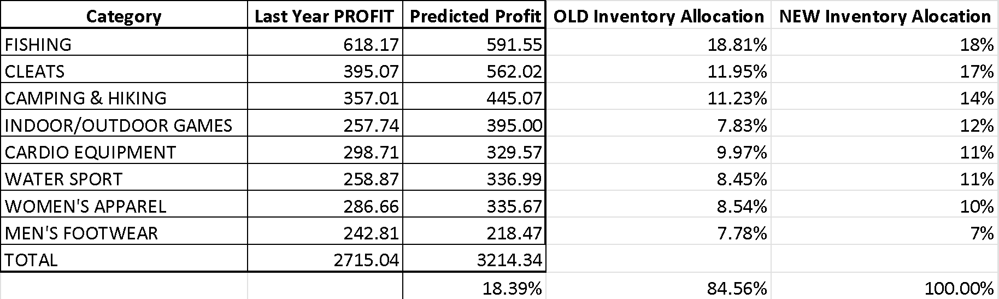 Category Last Year PROFIT Predicted Profit OLD Inventory Allocation NEW Inventory Alocation
FISHING 618.17 591.55 18.81% 18%
CLEATS 395.07 562.02 11.95% 17%
CAMPING & HIKING 357.01 445.07 11.23% 14%
INDOOR/OUTDOOR GAMES 257.74 395.00 7.83% 12%
CARDIO EQUIPMENT 298.71 329.57 9.97% 11%
WATER SPORT 258.87 336.99 8.45% 11%
WOMEN'S APPAREL 286.66 335.67 8.54% 10%
MEN'S FOOTWEAR 242.81 218.47 7.78% 7%
TOTAL 2715.04 3214.34
18.39% 84.56% 100.00%